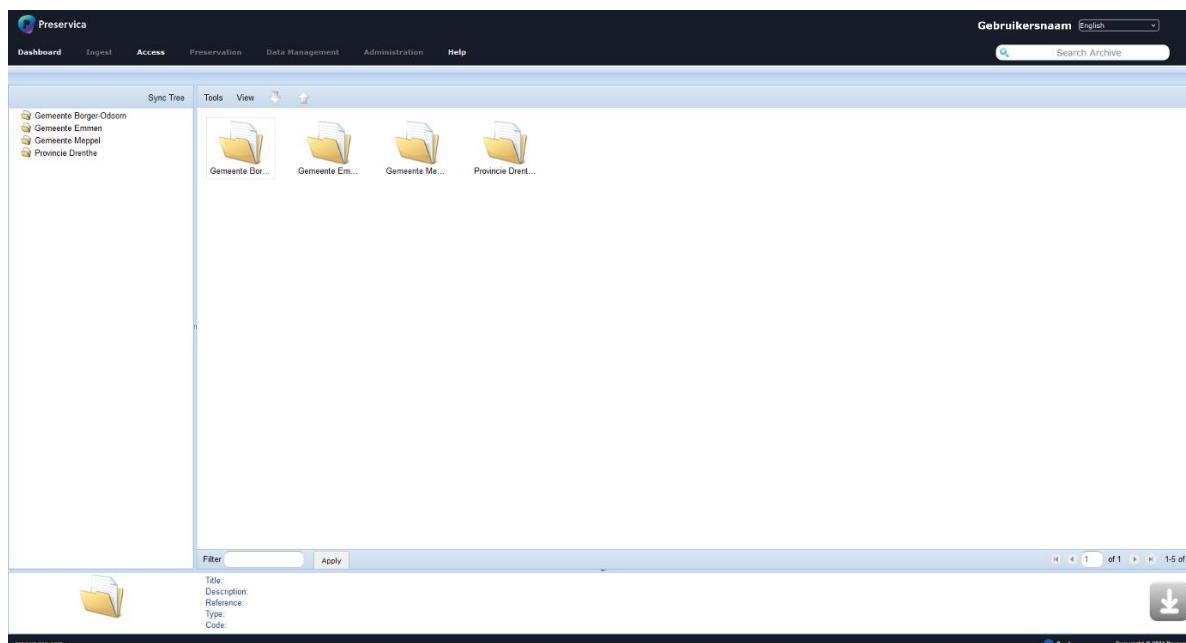 Preservica
Gebruikersnaam English
Dashboard Ingest Access Preservation Data Management Administration Help
Search Archive
Sync Tree
Tools View
Gemeente Borger-Odoorn
Gemeente Emmen
Gemeente Meppel
Provincie Drenthe
Gemeente Bor... Gemeente Em... Gemeente Me... Provincie Drent...
Filter Apply
1 of 1 1-5 of
Title:
Description:
Reference:
Type:
Code: